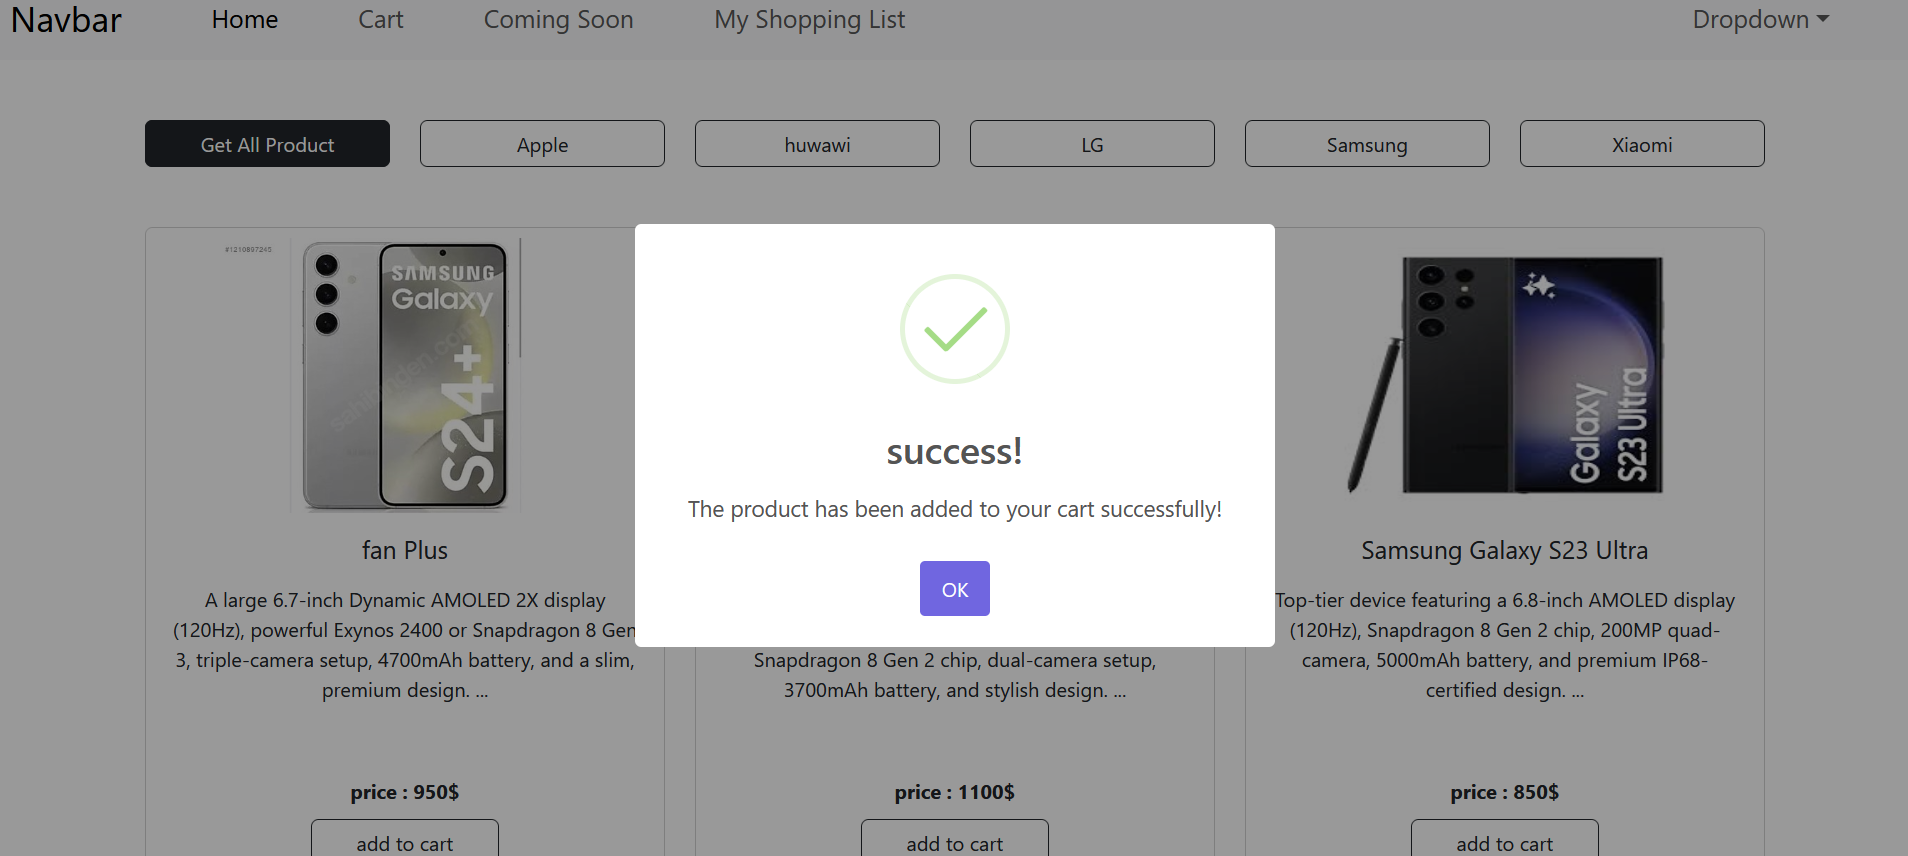 Navbar
Home
Cart
Coming Soon
My Shopping List
Dropdown
Get All Product
Apple
huwawi
LG
Samsung
Xiaomi
#1210897245
SAMSUNG
Galaxy
S24+
sahibinden.com
fan Plus
A large 6.7-inch Dynamic AMOLED 2X display
(120Hz), powerful Exynos 2400 or Snapdragon 8 Gen
3, triple-camera setup, 4700mAh battery, and a slim,
premium design. ...
price : 950$
add to cart
success!
The product has been added to your cart successfully!
OK
Snapdragon 8 Gen 2 chip, dual-camera setup,
3700mAh battery, and stylish design. ...
price : 1100$
add to cart
Galaxy
S23 Ultra
Samsung Galaxy S23 Ultra
Top-tier device featuring a 6.8-inch AMOLED display
(120Hz), Snapdragon 8 Gen 2 chip, 200MP quad-
camera, 5000mAh battery, and premium IP68-
certified design. ...
price : 850$
add to cart